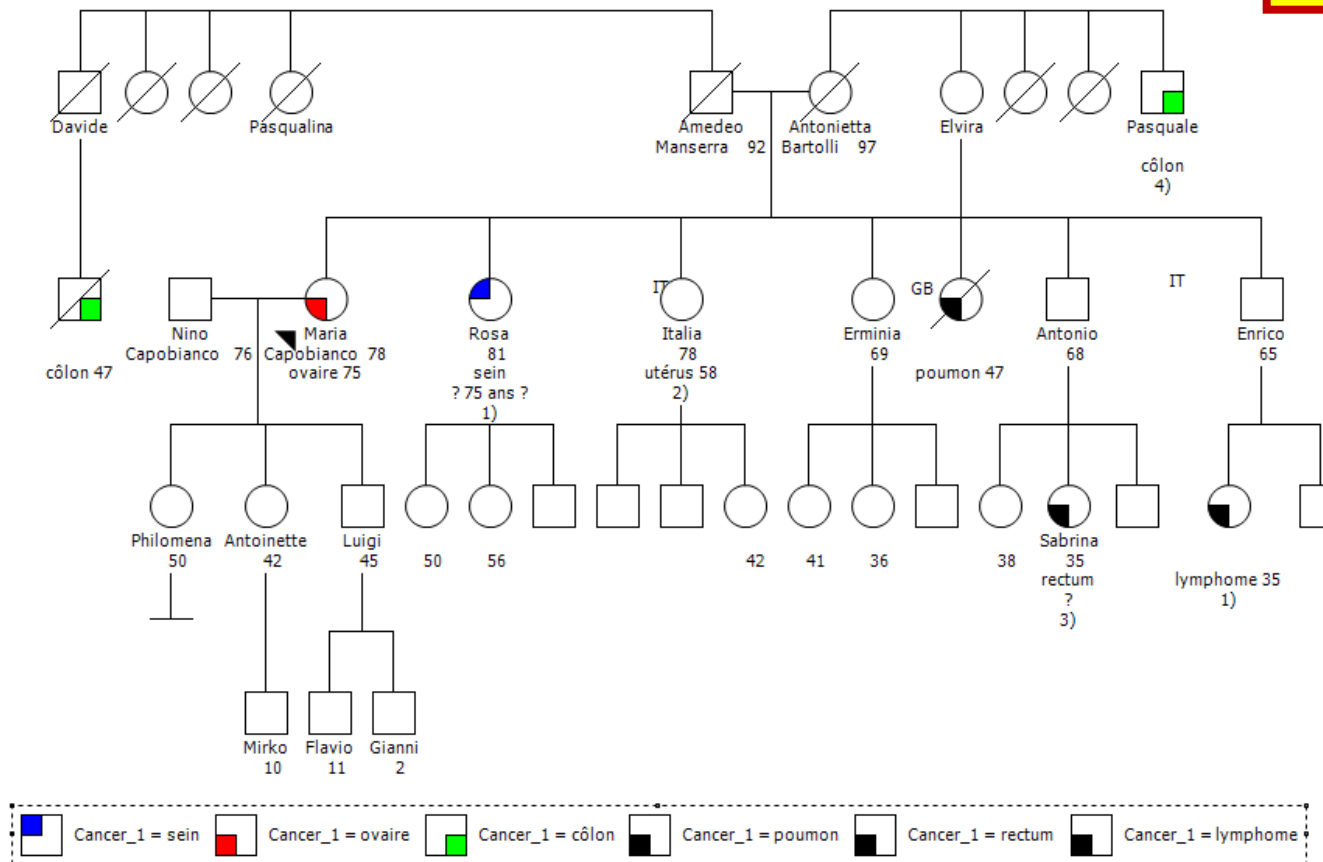 Davide
Pasqualina
Amedeo
Manserra 92
Antonietta
Bartolli 97
Elvira
Pasquale
côlon
4)
côlon 47
Nino
Capobianco 76
Maria
Capobianco 78
ovaire 75
Rosa
81
sein
? 75 ans ?
1)
IT
Italia
78
utérus 58
2)
Erminia
69
GB
poumon 47
Antonio
68
IT
Enrico
65
Philomena
50
Antoinette
42
Luigi
45
50
56
42
41
36
38
Sabrina
35
rectum
?
3)
lymphome 35
1)
Mirko
10
Flavio
11
Gianni
2
Cancer_1 = sein
Cancer_1 = ovaire
Cancer_1 = côlon
Cancer_1 = poumon
Cancer_1 = rectum
Cancer_1 = lymphome